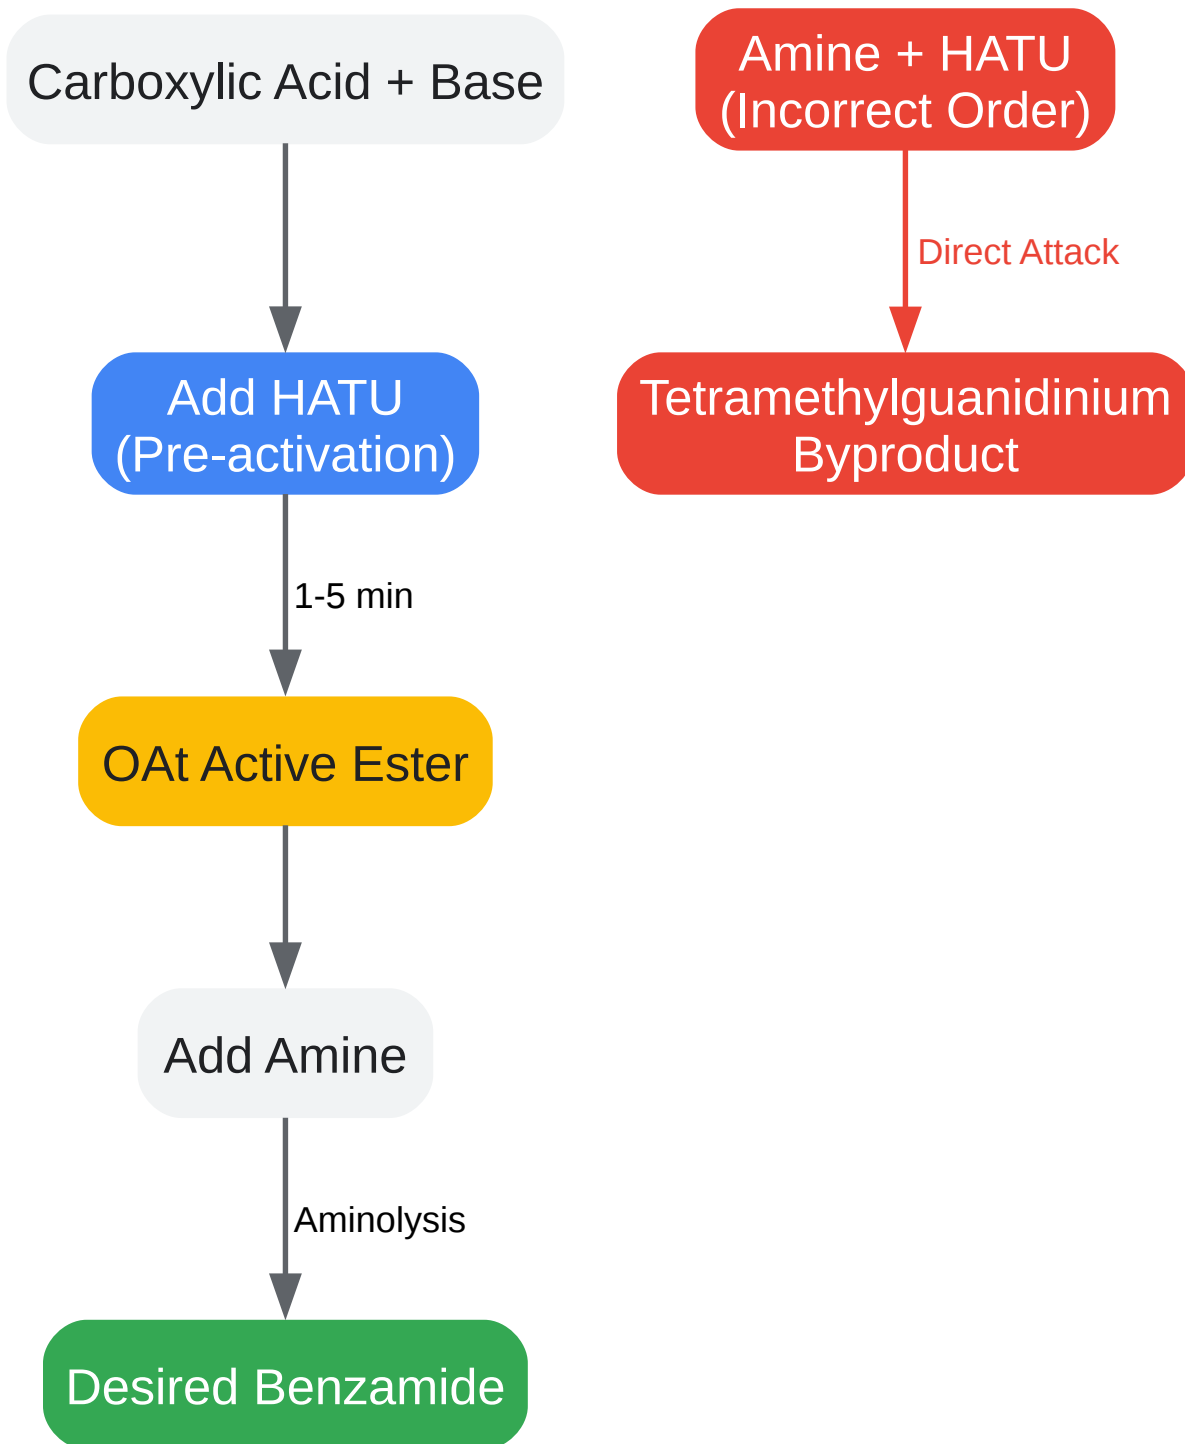 Carboxylic Acid + Base
Add HATU
(Pre-activation)
1-5 min
OAt Active Ester
Add Amine
Aminolysis
Desired Benzamide
Amine + HATU
(Incorrect Order)
Direct Attack
Tetramethylguanidinium
Byproduct